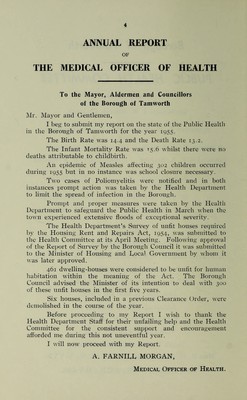 4
ANNUAL REPORT
OF
THE MEDICAL OFFICER OF HEALTH
To the Mayor, Aldermen and Councillors
of the Borough of Tamworth
Mr. Mayor and Gentlemen,
I beg to submit my report on the state of the Public Health
in the Borough of Tamworth for the year 1955.
The Birth Rate was 14.4 and the Death Rate 13.2.
The Infant Mortality Rate was 15.6 whilst there were no
deaths attributable to childbirth.
An epidemic of Measles affecting 302 children occurred
during 1955 but in no instance was school closure necessary.
Two cases of Poliomyelitis were notified and in both
instances prompt action was taken by the Health Department
to limit the spread of infection in the Borough.
Prompt and proper measures were taken by the Health
Department to safeguard the Public Health in March when the
town experienced extensive floods of exceptional severity.
The Health Department's Survey of unfit houses required
by the Housing Rent and Repairs Act, 1954, was submitted to
the Health Committee at its April Meeting. Following approval
of the Report of Survey by the Borough Council it was submitted
to the Minister of Housing and Local Government by whom it
was later approved.
461 dwelling-houses were considered to be unfit for human
habitation within the meaning of the Act. The Borough
Council advised the Minister of its intention to deal with 300
of these unfit houses in the first five years.
Six houses, included in a previous Clearance Order, were
demolished in the course of the year.
Before proceeding to my Report I wish to thank the
Health Department Staff for their unfailing help and the Health
Committee for the consistent support and encouragement
afforded me during this not uneventful year.
I will now proceed with my Report.
A. FARNILL MORGAN,
MEDICAL OFFICER OF HEALTH.